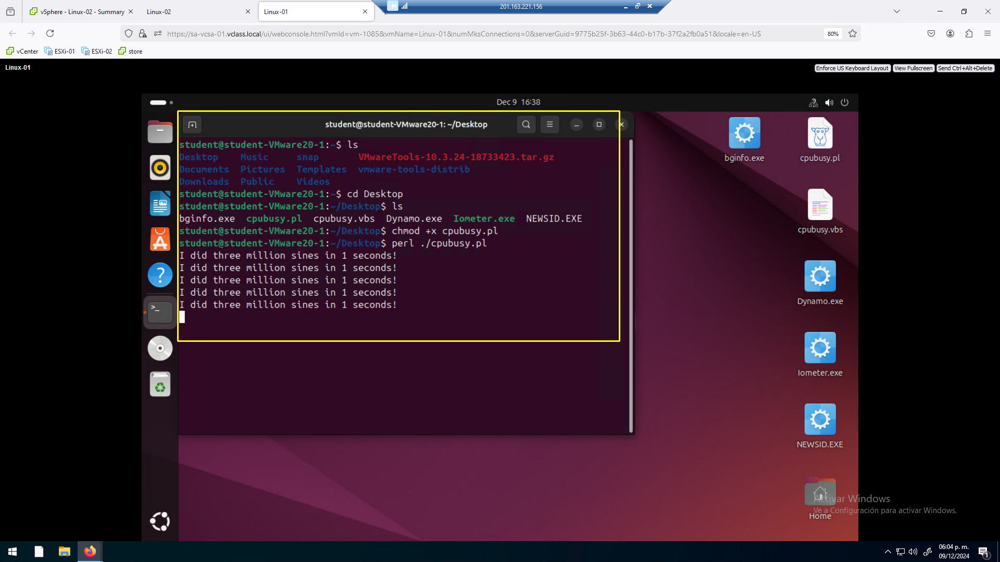 vSphere - Linux-02 - Summary
Linux-02
Linux-01
201.163.221.156
https://sa-vcsa-01.vclass.local/ui/webconsole.html?vmId=vm-1085&vmName=Linux-01&numMksConnections=0&serverGuid=9775b25f-3b63-44c0-b17b-37f2a2fb0a51&locale=en-US
80%
vCenter
ESXi-01
ESXi-02
store
Linux-01
Enforce US Keyboard Layout
View Fullscreen
Send Ctrl+Alt+Delete
Dec 9 16:38
student@student-VMware20-1: ~/Desktop
student@student-VMware20-1:~$ ls
Desktop Music snap VMwareTools-10.3.24-18733423.tar.gz
Documents Pictures Templates vmware-tools-distrib
Downloads Public Videos
student@student-VMware20-1:~$ cd Desktop
student@student-VMware20-1:~/Desktop$ ls
bginfo.exe cpubusy.pl cpubusy.vbs Dynamo.exe Iometer.exe NEWSID.EXE
student@student-VMware20-1:~/Desktop$ chmod +x cpubusy.pl
student@student-VMware20-1:~/Desktop$ perl ./cpubusy.pl
I did three million sines in 1 seconds!
I did three million sines in 1 seconds!
I did three million sines in 1 seconds!
I did three million sines in 1 seconds!
I did three million sines in 1 seconds!
bginfo.exe
cpubusy.pl
cpubusy.vbs
Dynamo.exe
Iometer.exe
NEWSID.EXE
Home
Activar Windows
Ve a Configuración para activar Windows.
06:04 p. m.
09/12/2024
1